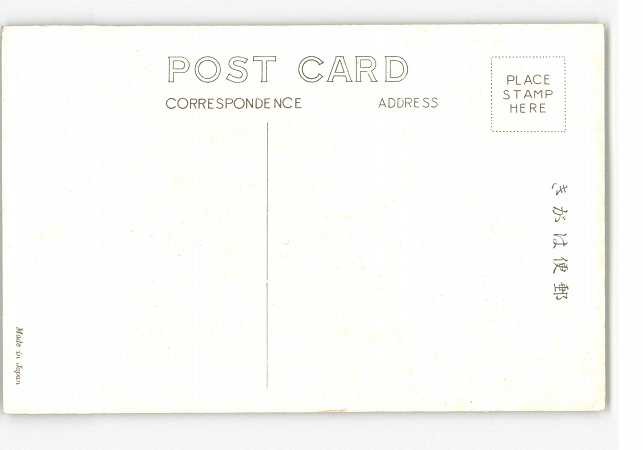 POST CARD
CORRESPONDENCE
ADDRESS
PLACE
STAMP
HERE
郵便はがき
Made in Japan